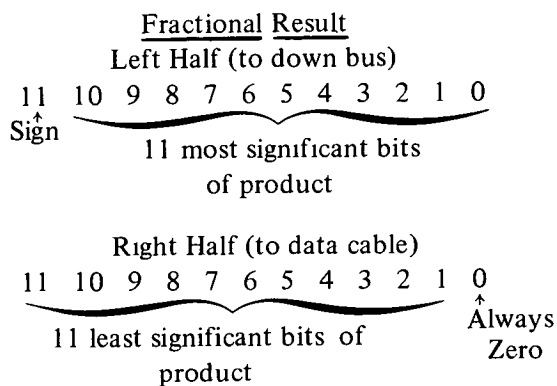 Fractional Result
Left Half (to down bus)
11 10 9 8 7 6 5 4 3 2 1 0
Sign
11 most significant bits
of product
Right Half (to data cable)
11 10 9 8 7 6 5 4 3 2 1 0
11 least significant bits of
product
Always
Zero